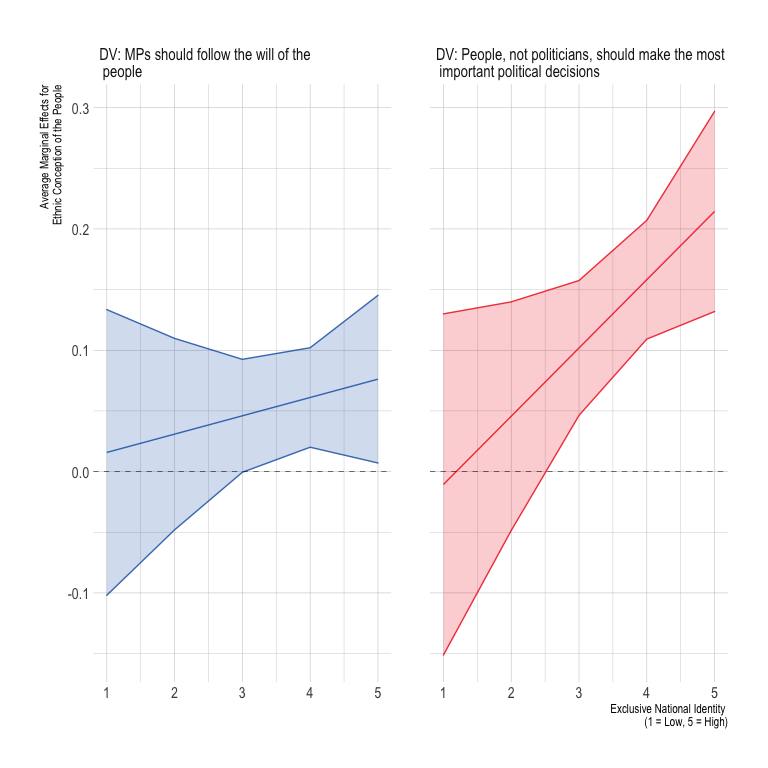 DV: MPs should follow the will of the
people
DV: People, not politicians, should make the most
important political decisions
Average Marginal Effects for
Ethnic Conception of the People
0.3
0.2
0.1
0.0
-0.1
1 2 3 4 5
1 2 3 4 5
Exclusive National Identity
(1 = Low, 5 = High)